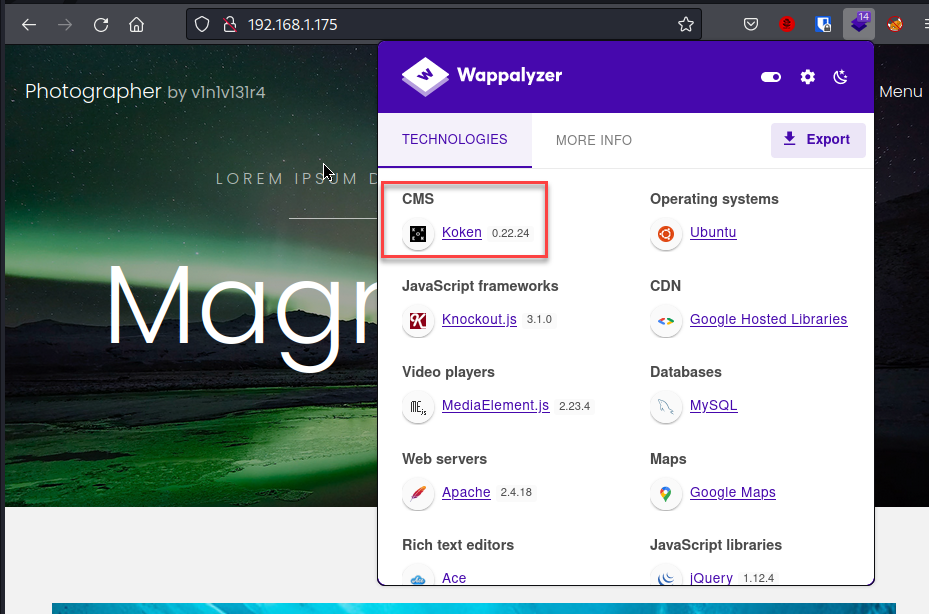 192.168.1.175
14
Photographer by v1n1v131r4
Menu
LOREM IPSUM D
Magn
Wappalyzer
TECHNOLOGIES
MORE INFO
Export
CMS
Koken 0.22.24
Operating systems
Ubuntu
JavaScript frameworks
Knockout.js 3.1.0
CDN
Google Hosted Libraries
Video players
MediaElement.js 2.23.4
Databases
MySQL
Web servers
Apache 2.4.18
Maps
Google Maps
Rich text editors
Ace
JavaScript libraries
jQuery 1.12.4